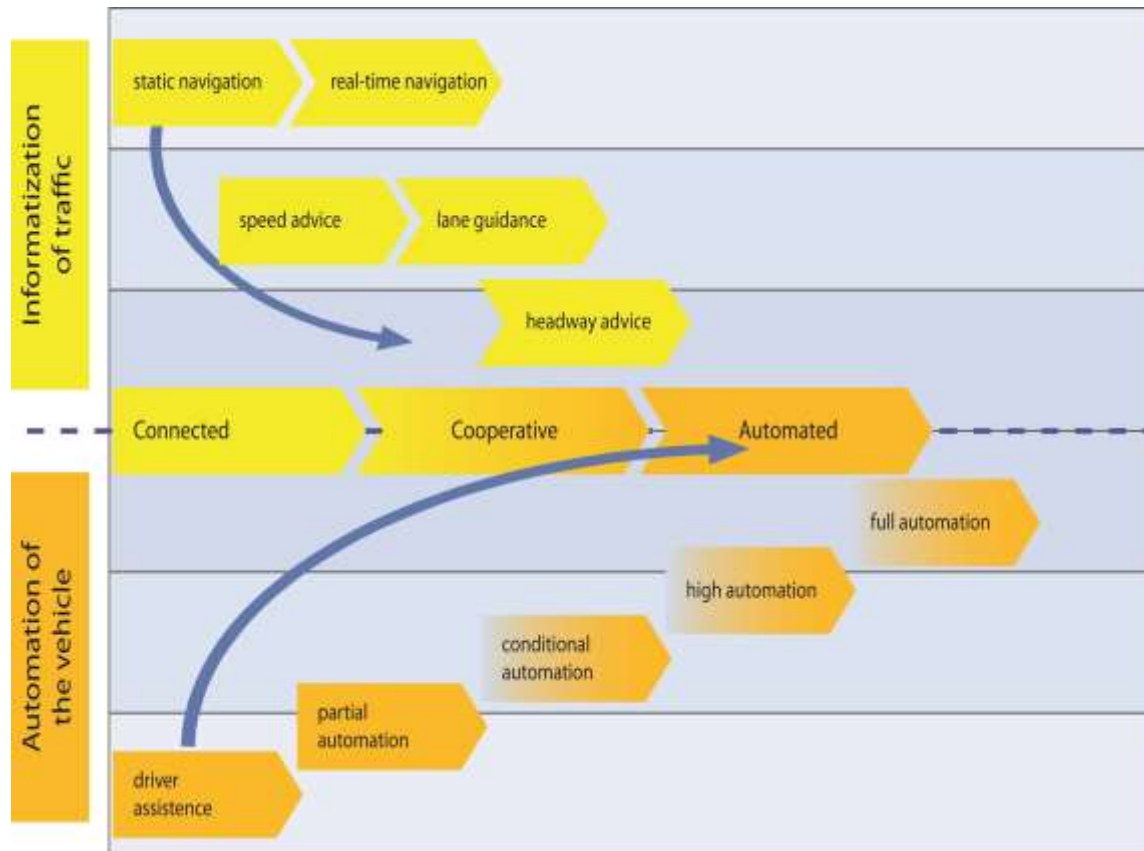 Informatization
of traffic
static navigation
real-time navigation
speed advice
lane guidance
headway advice
Connected
Cooperative
Automated
Automation of
the vehicle
full automation
high automation
conditional
automation
partial
automation
driver
assistence